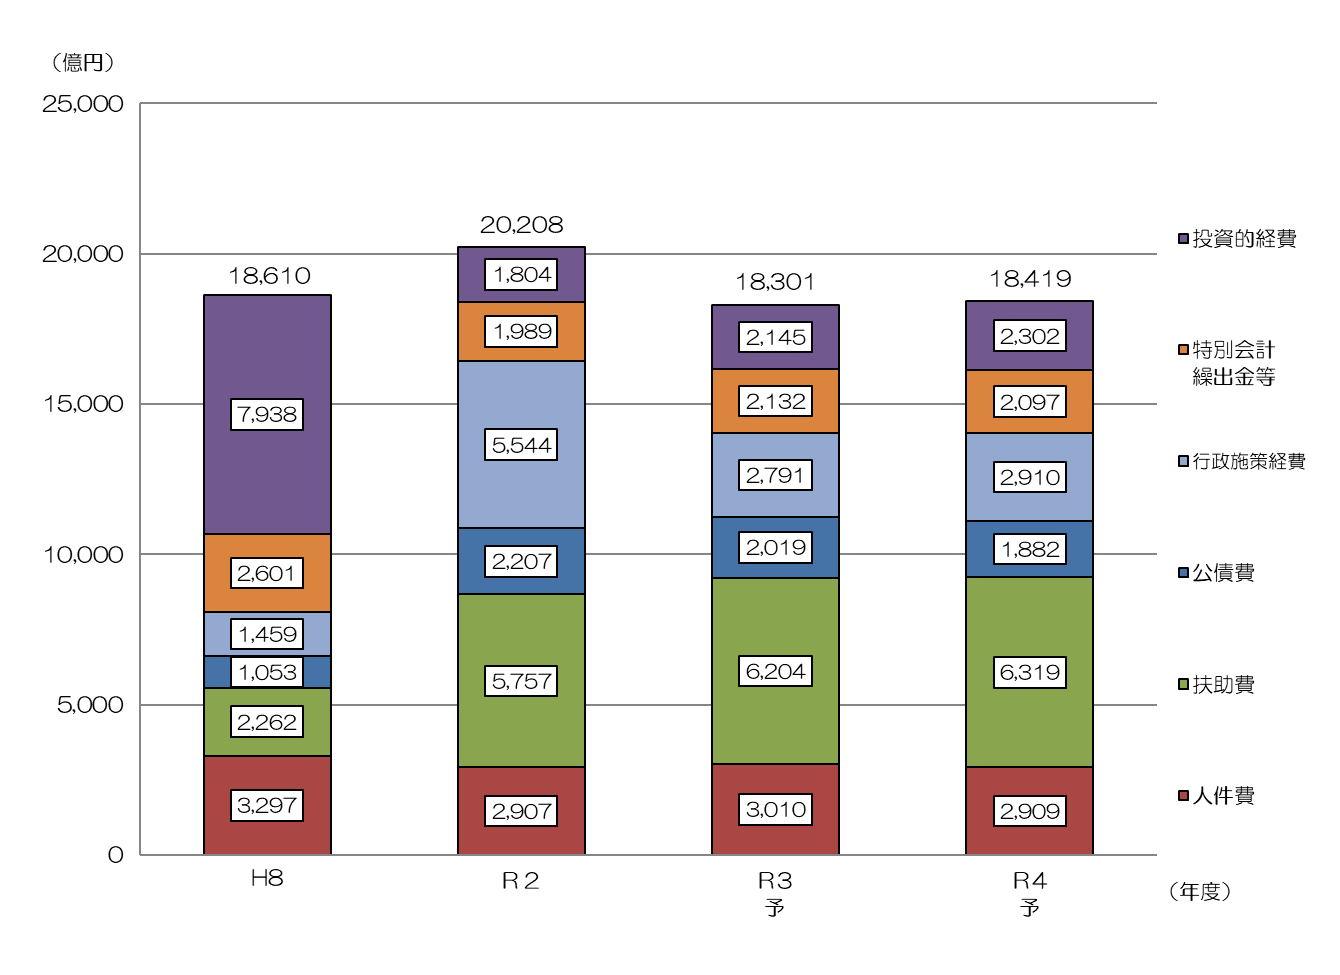 （億円）
25,000
20,000
15,000
10,000
5,000
0
18,610
7,938
2,601
1,459
1,053
2,262
3,297
H8
20,208
1,804
1,989
5,544
2,207
5,757
2,907
R２
18,301
2,145
2,132
2,791
2,019
6,204
3,010
R3
予
18,419
2,302
2,097
2,910
1,882
6,319
2,909
R4
予
（年度）
投資的経費
特別会計
繰出金等
行政施策経費
公債費
扶助費
人件費